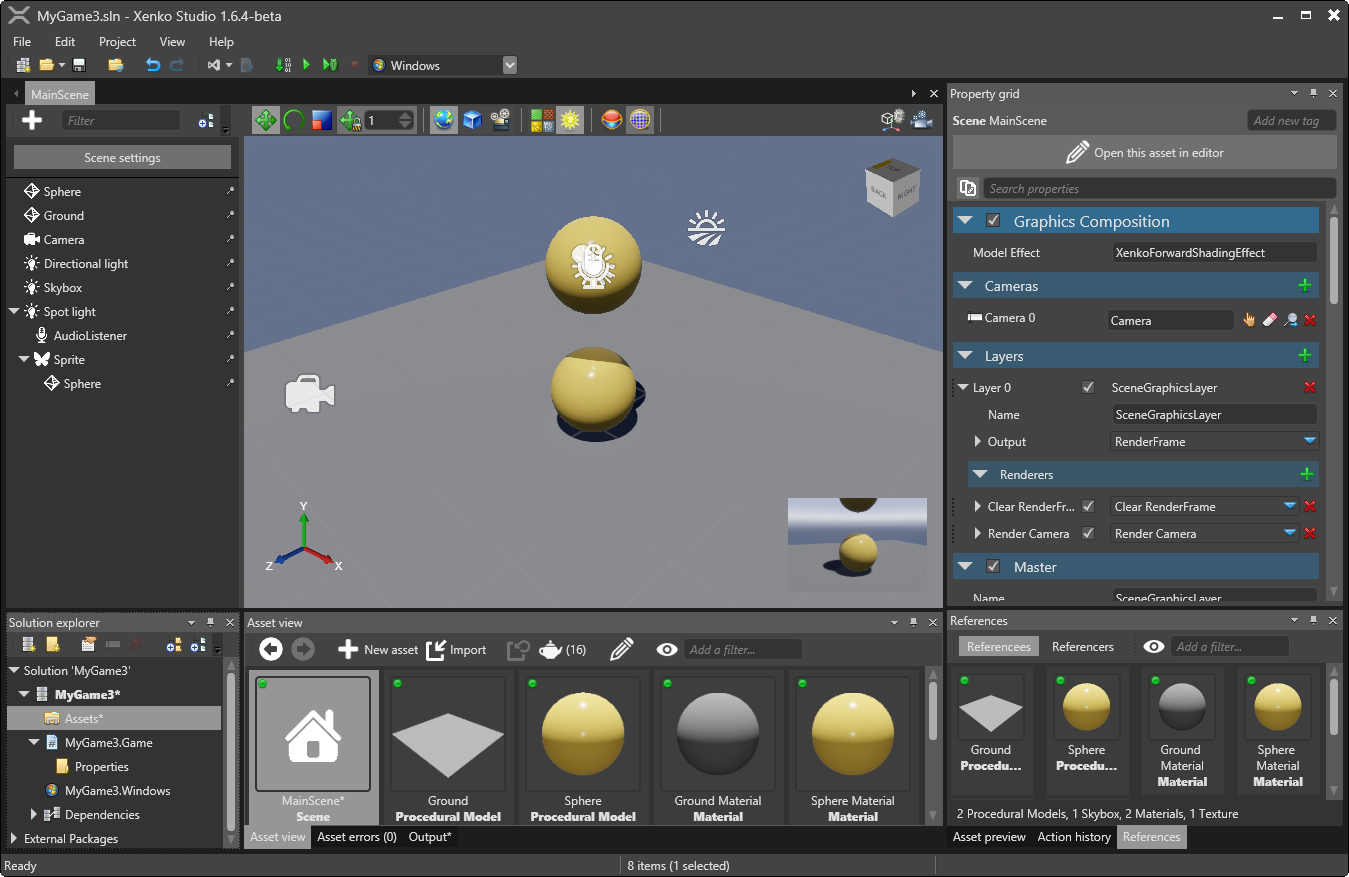 MyGame3.sln - Xenko Studio 1.6.4-beta
File Edit Project View Help
Windows
MainScene
Filter
1
Scene settings
Sphere
Ground
Camera
Directional light
Skybox
Spot light
AudioListener
Sprite
Sphere
BACK RIGHT
Y
Z X
Property grid
Scene MainScene
Add new tag
Open this asset in editor
Search properties
Graphics Composition
Model Effect XenkoForwardShadingEffect
Cameras
Camera 0 Camera
Layers
Layer 0 SceneGraphicsLayer
Name SceneGraphicsLayer
Output RenderFrame
Renderers
Clear RenderFr... Clear RenderFrame
Render Camera Render Camera
Master
Name SceneGraphicsLayer
Solution explorer
Solution 'MyGame3'
MyGame3*
Assets*
MyGame3.Game
Properties
MyGame3.Windows
Dependencies
External Packages
Asset view
New asset Import (16) Add a filter...
MainScene*
Scene
Ground
Procedural Model
Sphere
Procedural Model
Ground Material
Material
Sphere Material
Material
Asset view Asset errors (0) Output*
References
Referencees Referencers Add a filter...
Ground
Procedu...
Sphere
Procedu...
Ground
Material
Material
Sphere
Material
Material
2 Procedural Models, 1 Skybox, 2 Materials, 1 Texture
Asset preview Action history References
Ready
8 items (1 selected)